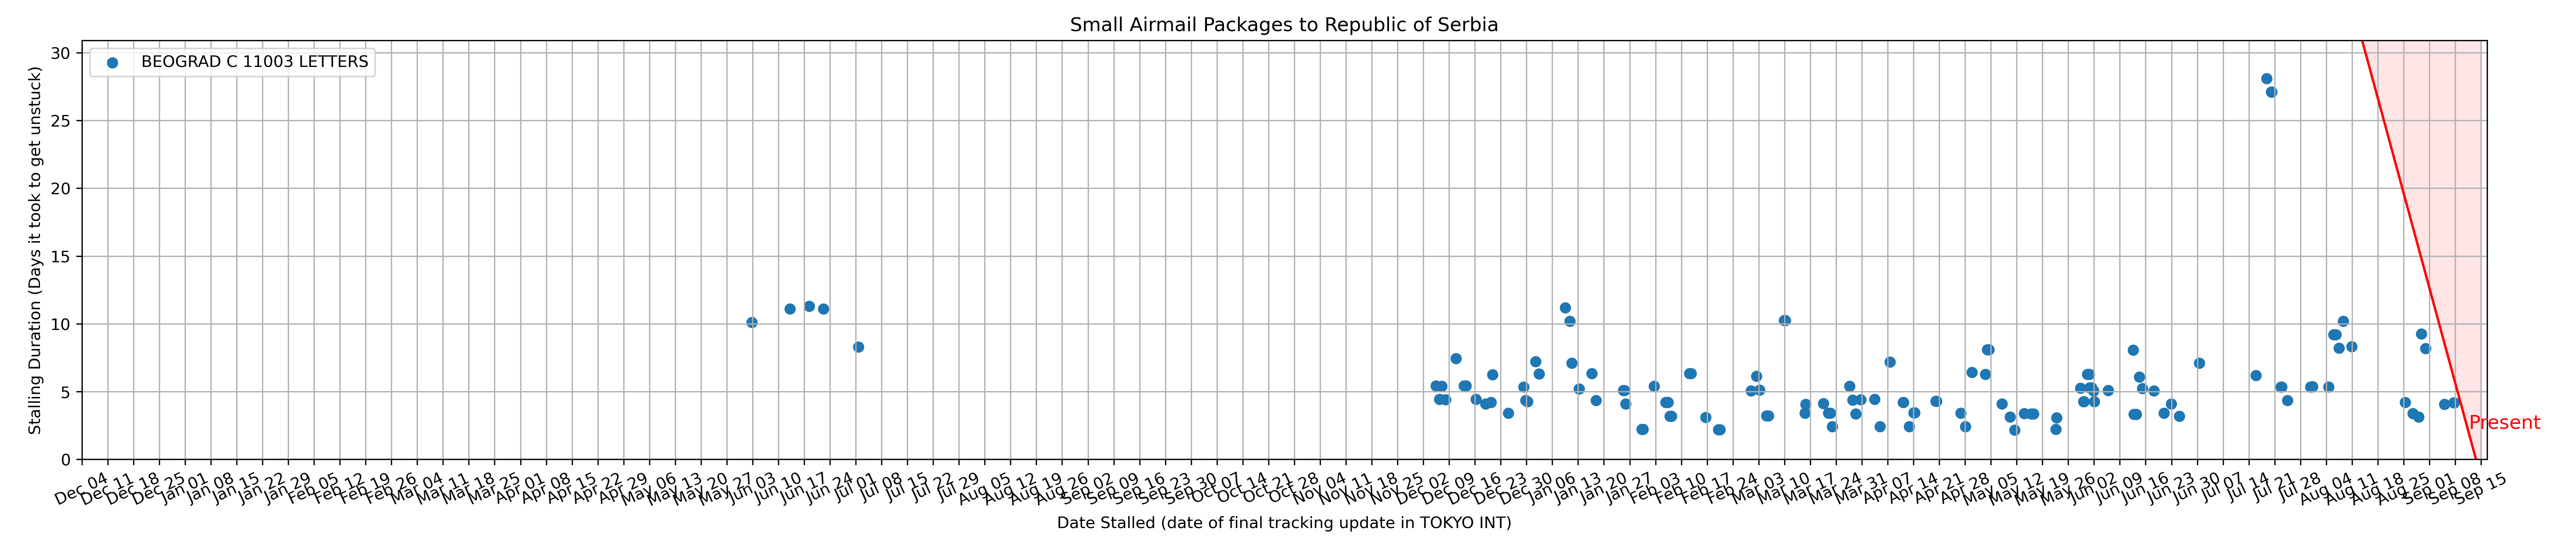 Small Airmail Packages to Republic of Serbia
BEOGRAD C 11003 LETTERS
Stalling Duration (Days it took to get unstuck)
30
25
20
15
10
5
0
Present
Dec 04 Dec 11 Dec 18 Dec 25 Jan 01 Jan 08 Jan 15 Jan 22 Jan 29 Feb 05 Feb 12 Feb 19 Feb 26 Mar 04 Mar 11 Mar 18 Mar 25 Apr 01 Apr 08 Apr 15 Apr 22 Apr 29 May 06 May 13 May 20 May 27 Jun 03 Jun 10 Jun 17 Jun 24 Jul 01 Jul 08 Jul 15 Jul 22 Jul 29 Aug 05 Aug 12 Aug 19 Aug 26 Sep 02 Sep 09 Sep 16 Sep 23 Sep 30 Oct 07 Oct 14 Oct 21 Oct 28 Nov 04 Nov 11 Nov 18 Nov 25 Dec 02 Dec 09 Dec 16 Dec 23 Dec 30 Jan 06 Jan 13 Jan 20 Jan 27 Feb 03 Feb 10 Feb 17 Feb 24 Mar 03 Mar 10 Mar 17 Mar 24 Mar 31 Apr 07 Apr 14 Apr 21 Apr 28 May 05 May 12 May 19 May 26 Jun 02 Jun 09 Jun 16 Jun 23 Jun 30 Jul 07 Jul 14 Jul 21 Jul 28 Aug 04 Aug 11 Aug 18 Aug 25 Sep 01 Sep 08 Sep 15
Date Stalled (date of final tracking update in TOKYO INT)